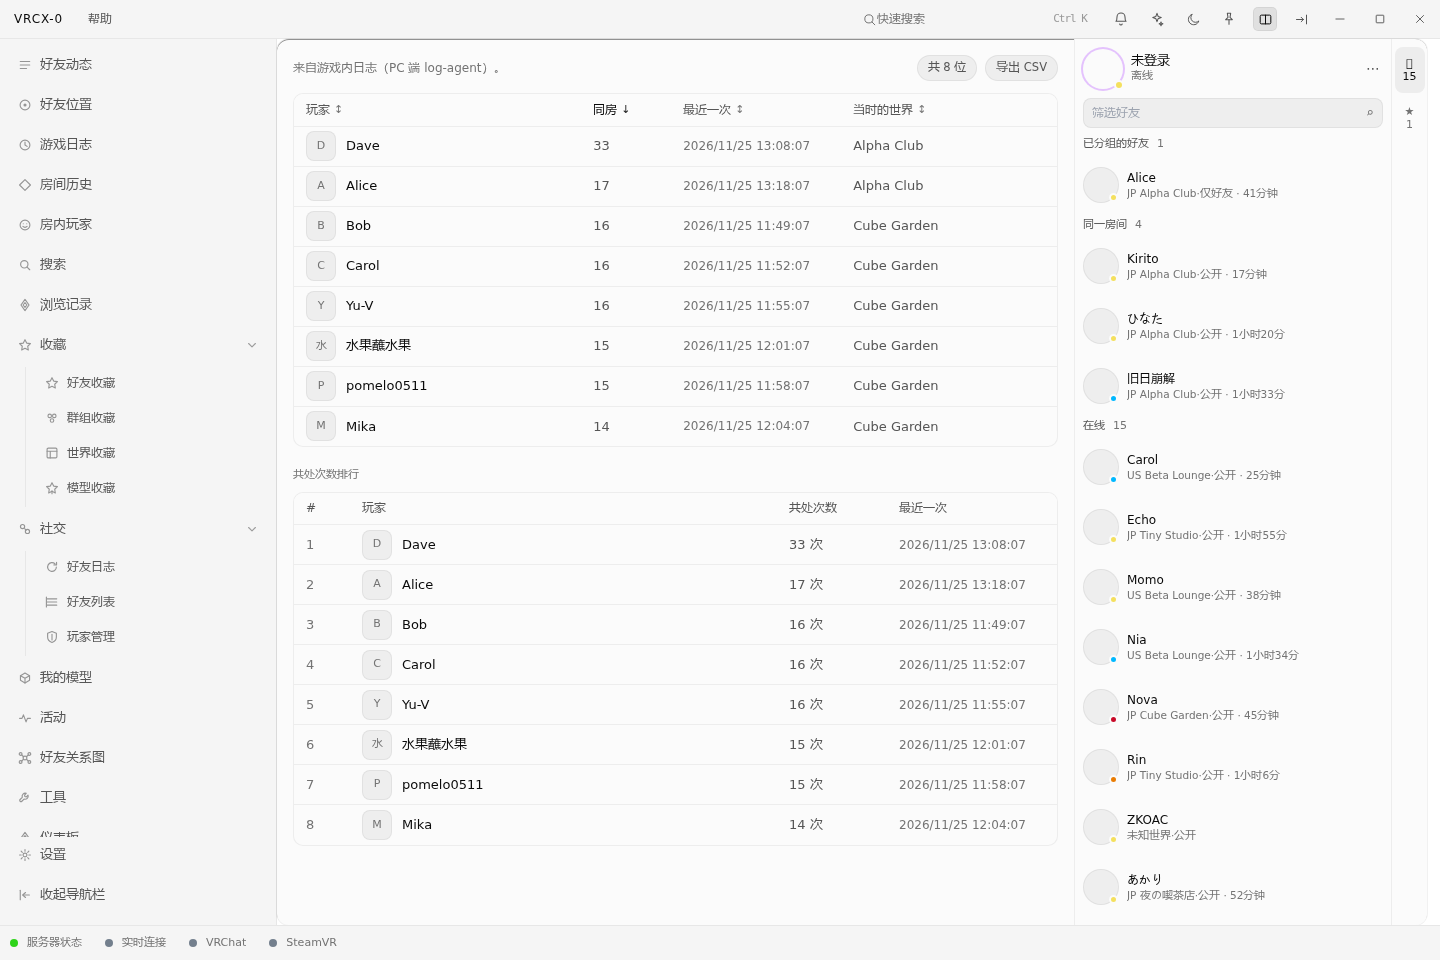 VRCX-0 帮助 快速搜索 Ctrl K
好友动态
好友位置
游戏日志
房间历史
房内玩家
搜索
浏览记录
收藏
好友收藏
群组收藏
世界收藏
模型收藏
社交
好友日志
好友列表
玩家管理
我的模型
活动
好友关系图
工具
仪表板
设置
收起导航栏
来自游戏内日志（PC 端 log-agent）。 共 8 位 导出 CSV
玩家 ↕ 同房 ↓ 最近一次 ↕ 当时的世界 ↕
D Dave 33 2026/11/25 13:08:07 Alpha Club
A Alice 17 2026/11/25 13:18:07 Alpha Club
B Bob 16 2026/11/25 11:49:07 Cube Garden
C Carol 16 2026/11/25 11:52:07 Cube Garden
Y Yu-V 16 2026/11/25 11:55:07 Cube Garden
水 水果蘸水果 15 2026/11/25 12:01:07 Cube Garden
P pomelo0511 15 2026/11/25 11:58:07 Cube Garden
M Mika 14 2026/11/25 12:04:07 Cube Garden
共处次数排行
# 玩家 共处次数 最近一次
1 D Dave 33 次 2026/11/25 13:08:07
2 A Alice 17 次 2026/11/25 13:18:07
3 B Bob 16 次 2026/11/25 11:49:07
4 C Carol 16 次 2026/11/25 11:52:07
5 Y Yu-V 16 次 2026/11/25 11:55:07
6 水 水果蘸水果 15 次 2026/11/25 12:01:07
7 P pomelo0511 15 次 2026/11/25 11:58:07
8 M Mika 14 次 2026/11/25 12:04:07
未登录
离线
筛选好友
已分组的好友 1
Alice
JP Alpha Club·仅好友 · 41分钟
同一房间 4
Kirito
JP Alpha Club·公开 · 17分钟
ひなた
JP Alpha Club·公开 · 1小时20分
旧日崩解
JP Alpha Club·公开 · 1小时33分
在线 15
Carol
US Beta Lounge·公开 · 25分钟
Echo
JP Tiny Studio·公开 · 1小时55分
Momo
US Beta Lounge·公开 · 38分钟
Nia
US Beta Lounge·公开 · 1小时34分
Nova
JP Cube Garden·公开 · 45分钟
Rin
JP Tiny Studio·公开 · 1小时6分
ZKOAC
未知世界·公开
あかり
JP 夜の喫茶店·公开 · 52分钟
15
★
1
服务器状态 实时连接 VRChat SteamVR